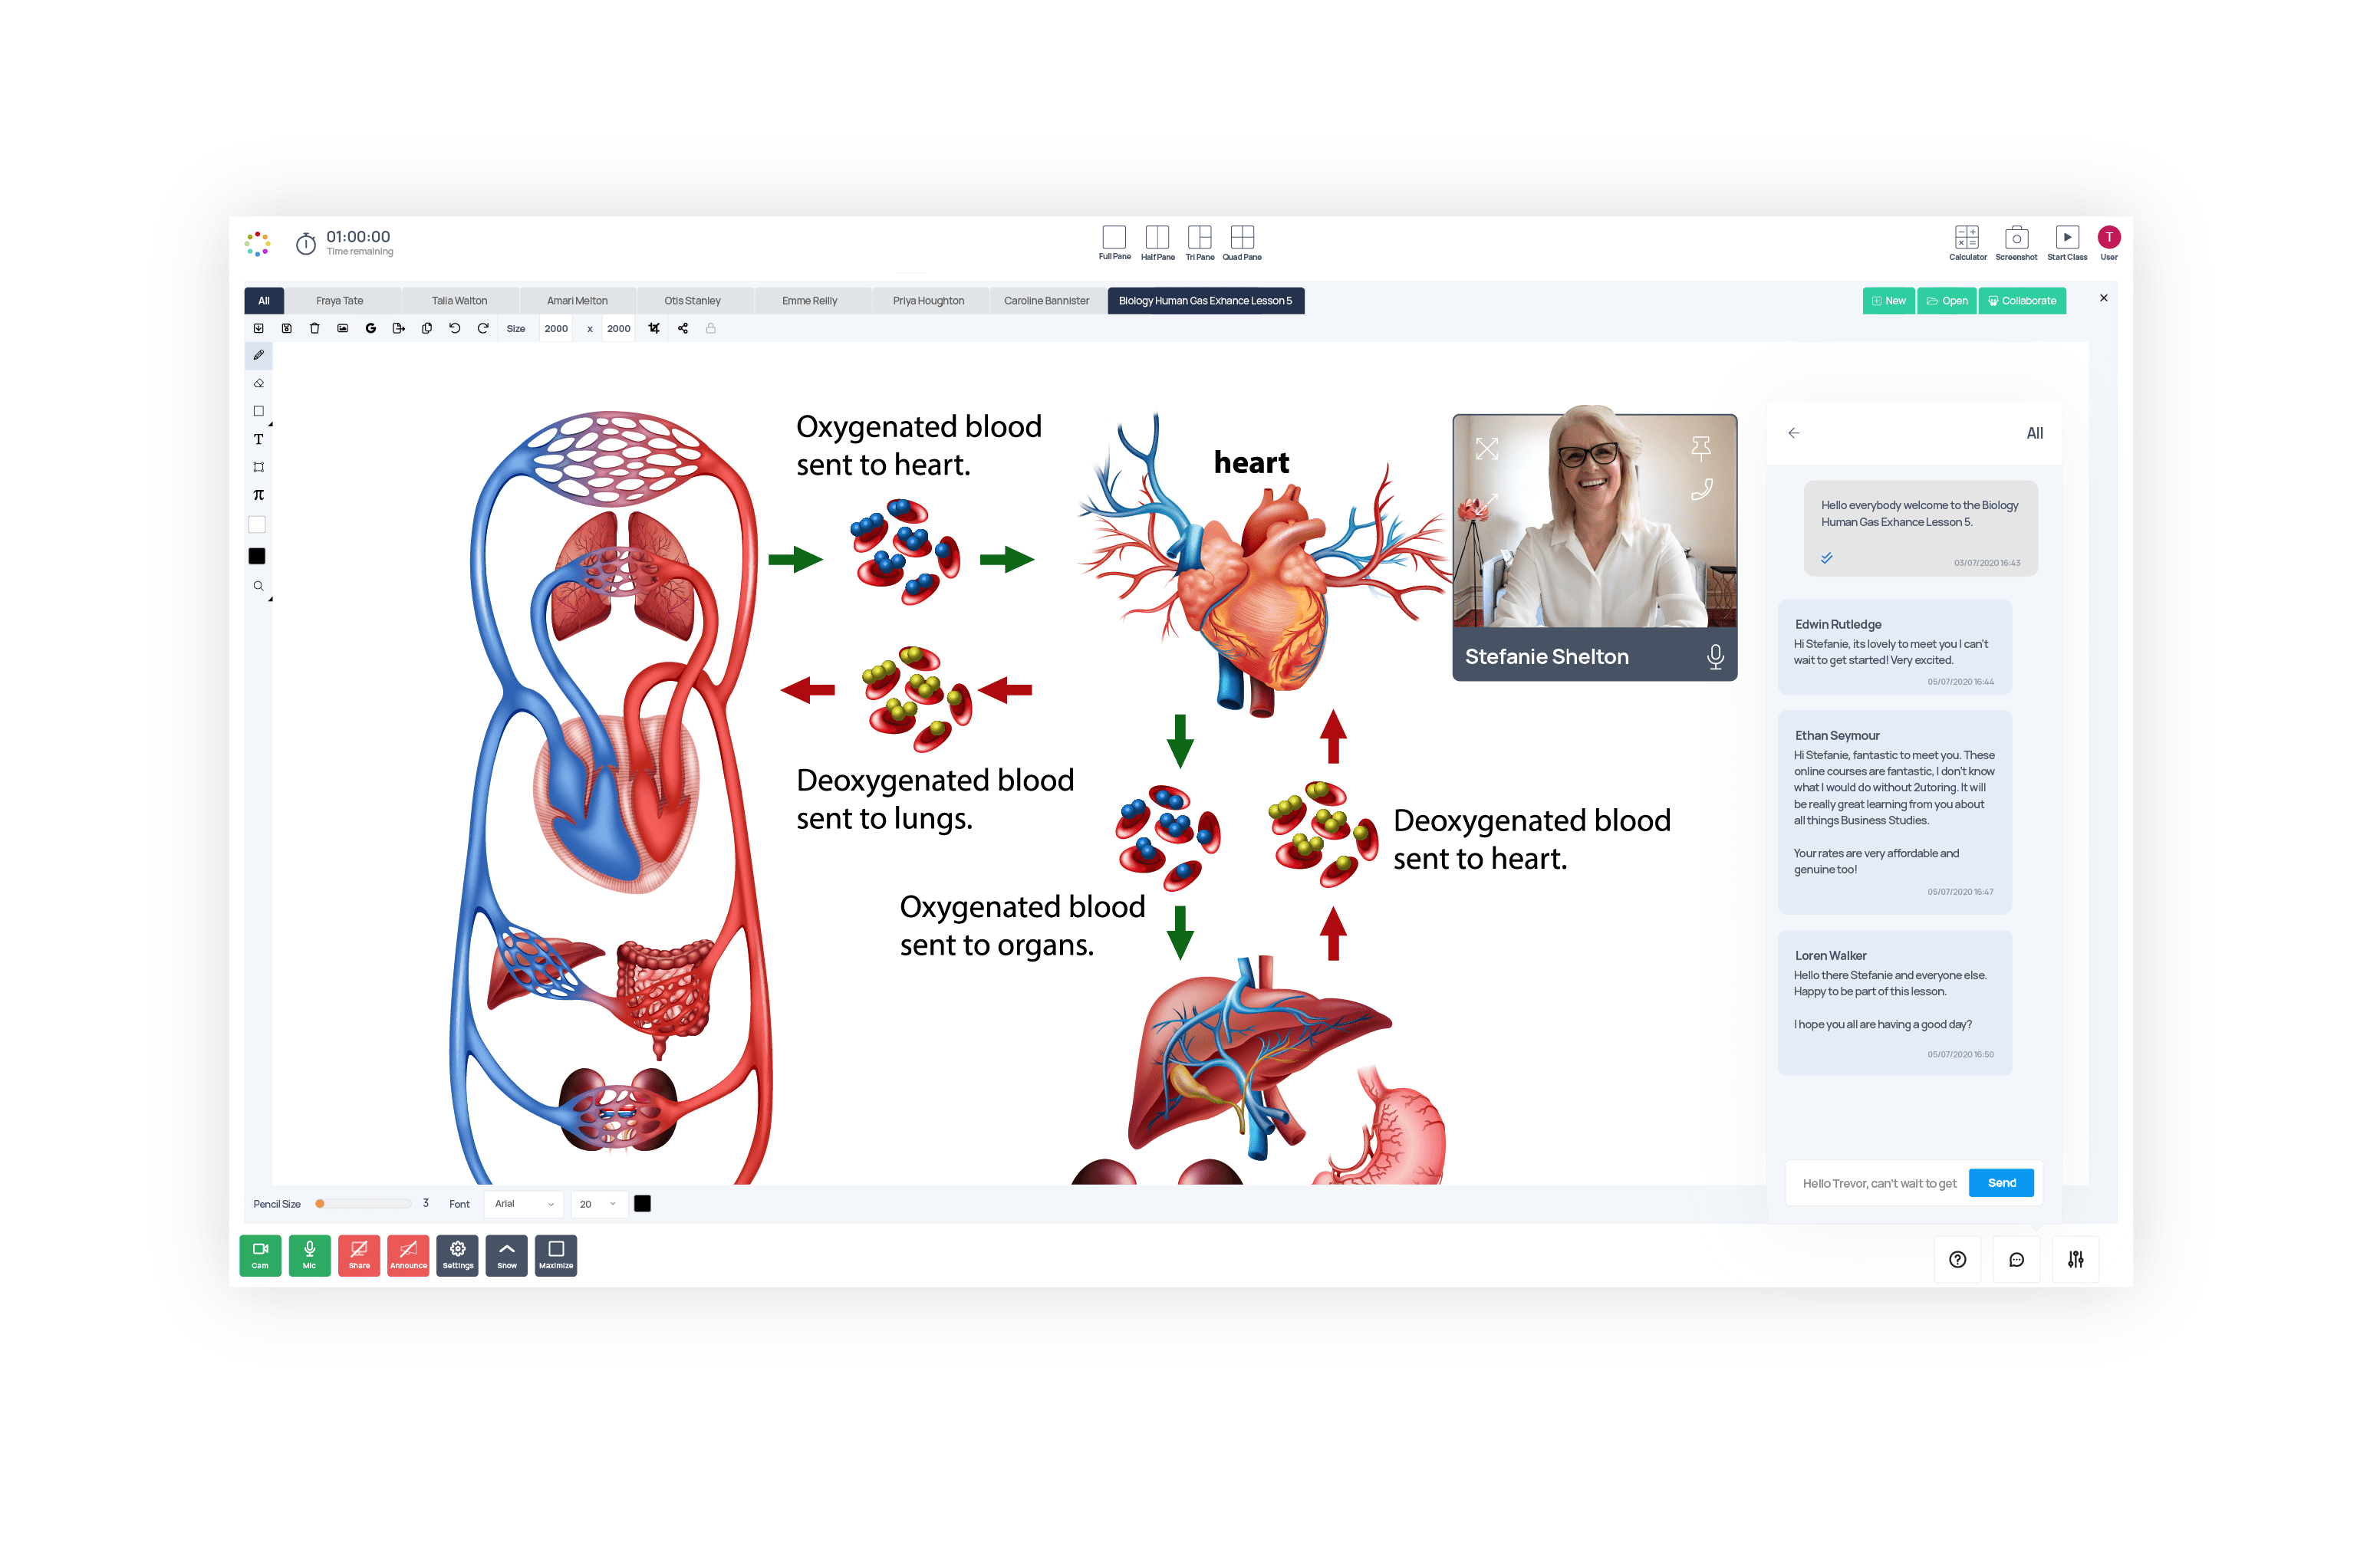 01:00:00
Time remaining
Full Pane
Half Pane
Tri Pane
Quad Pane
Calculator
Screenshot
Start Class
T
User
All
Fraya Tate
Talia Walton
Amari Melton
Otis Stanley
Emme Reilly
Priya Houghton
Caroline Bannister
Biology Human Gas Exhance Lesson 5
New
Open
Collaborate
Size
2000
x
2000
T
π
Oxygenated blood
sent to heart.
heart
Deoxygenated blood
sent to lungs.
Oxygenated blood
sent to organs.
Deoxygenated blood
sent to heart.
Stefanie Shelton
All
Hello everybody welcome to the Biology
Human Gas Exhance Lesson 5.
03/07/2020 16:43
Edwin Rutledge
Hi Stefanie, its lovely to meet you I can't
wait to get started! Very excited.
05/07/2020 16:44
Ethan Seymour
Hi Stefanie, fantastic to meet you. These
online courses are fantastic, I don't know
what I would do without 2utoring. It will
be really great learning from you about
all things Business Studies.
Your rates are very affordable and
genuine too!
05/07/2020 16:47
Loren Walker
Hello there Stefanie and everyone else.
Happy to be part of this lesson.
I hope you all are having a good day?
05/07/2020 16:50
Hello Trevor, can't wait to get
Send
Pencil Size
3
Font
Arial
20
Cam
Mic
Share
Announce
Settings
Snow
Maximize